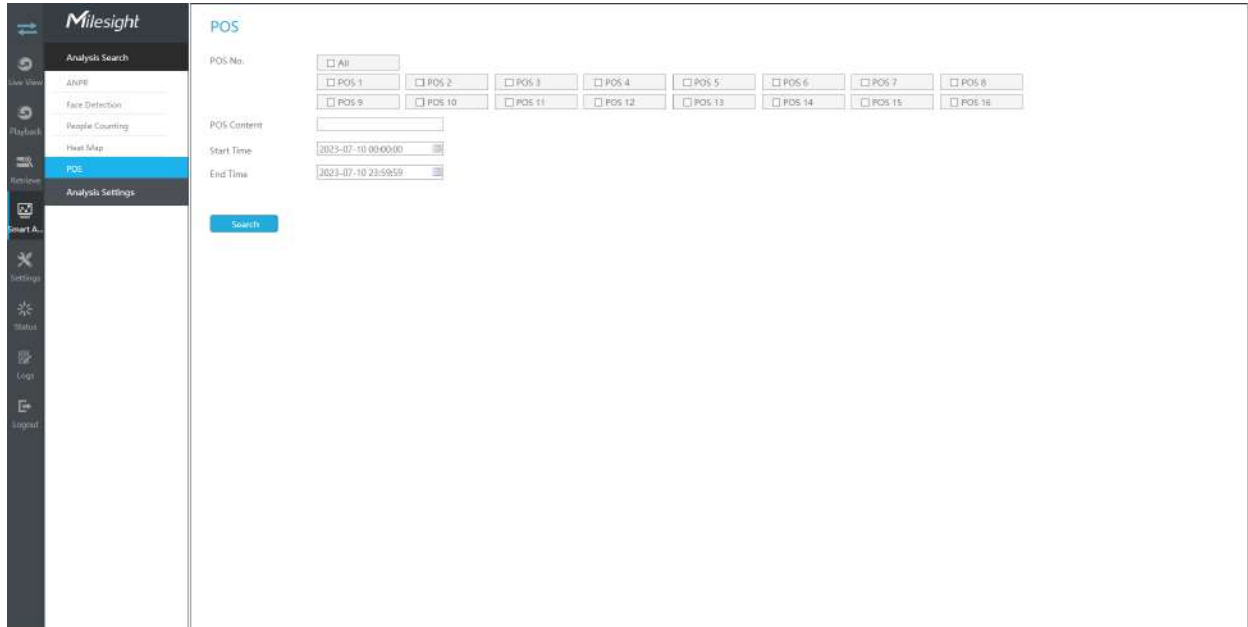 Milesight
Live View
Playback
Retrieve
Smart A...
Settings
Status
Logs
Logout
Analysis Search
ANPR
Face Detection
People Counting
Heat Map
POS
Analysis Settings
POS
POS No.
All
POS 1 POS 2 POS 3 POS 4 POS 5 POS 6 POS 7 POS 8
POS 9 POS 10 POS 11 POS 12 POS 13 POS 14 POS 15 POS 16
POS Content
Start Time 2023-07-10 00:00:00
End Time 2023-07-10 23:59:59
Search